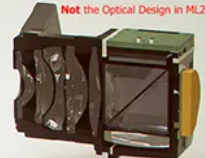 Not the Optical Design in ML2